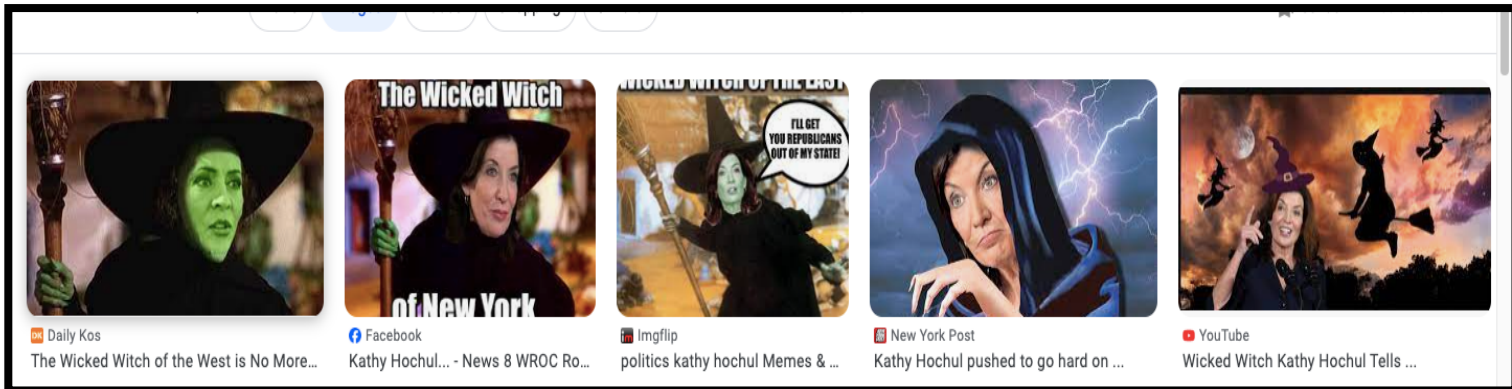 The Wicked Witch
of New York
WICKED WITCH OF THE EAST
I'LL GET
YOU REPUBLICANS
OUT OF MY STATE!
Daily Kos
The Wicked Witch of the West is No More...
Facebook
Kathy Hochul... - News 8 WROC Ro...
Imgflip
politics kathy hochul Memes & ...
New York Post
Kathy Hochul pushed to go hard on ...
YouTube
Wicked Witch Kathy Hochul Tells ...